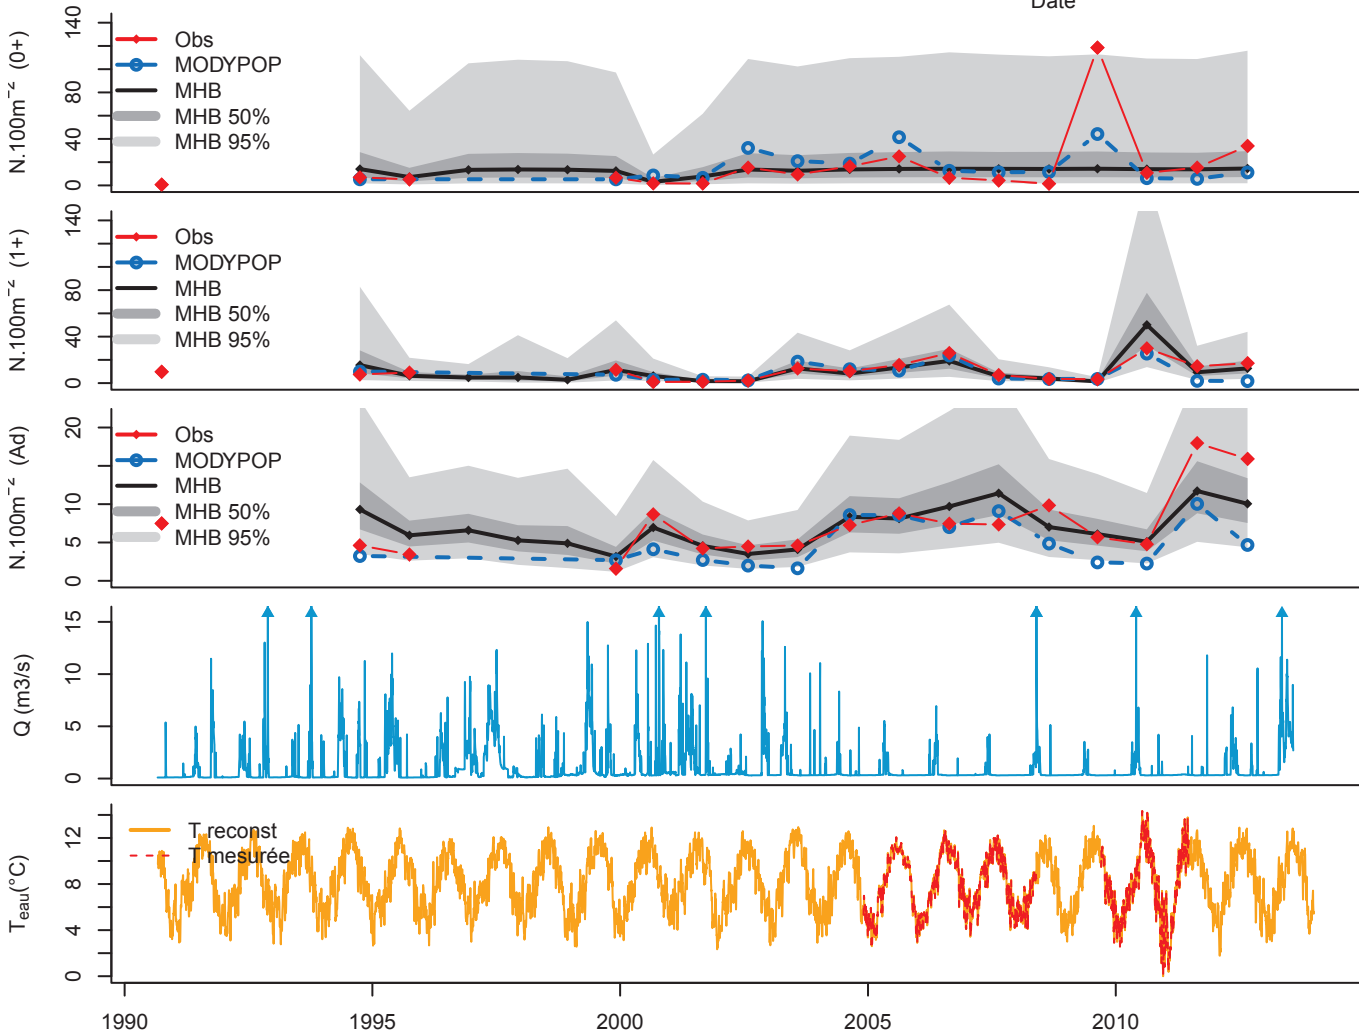 Date
N.100m⁻² (0+)
140
80
40
0
Obs
MODYPOP
MHB
MHB 50%
MHB 95%
N.100m⁻² (1+)
140
80
40
0
Obs
MODYPOP
MHB
MHB 50%
MHB 95%
N.100m⁻² (Ad)
20
10
5
0
Obs
MODYPOP
MHB
MHB 50%
MHB 95%
Q (m3/s)
15
10
5
0
Teau(°C)
12
8
4
0
T reconst
T mesurée
1990 1995 2000 2005 2010